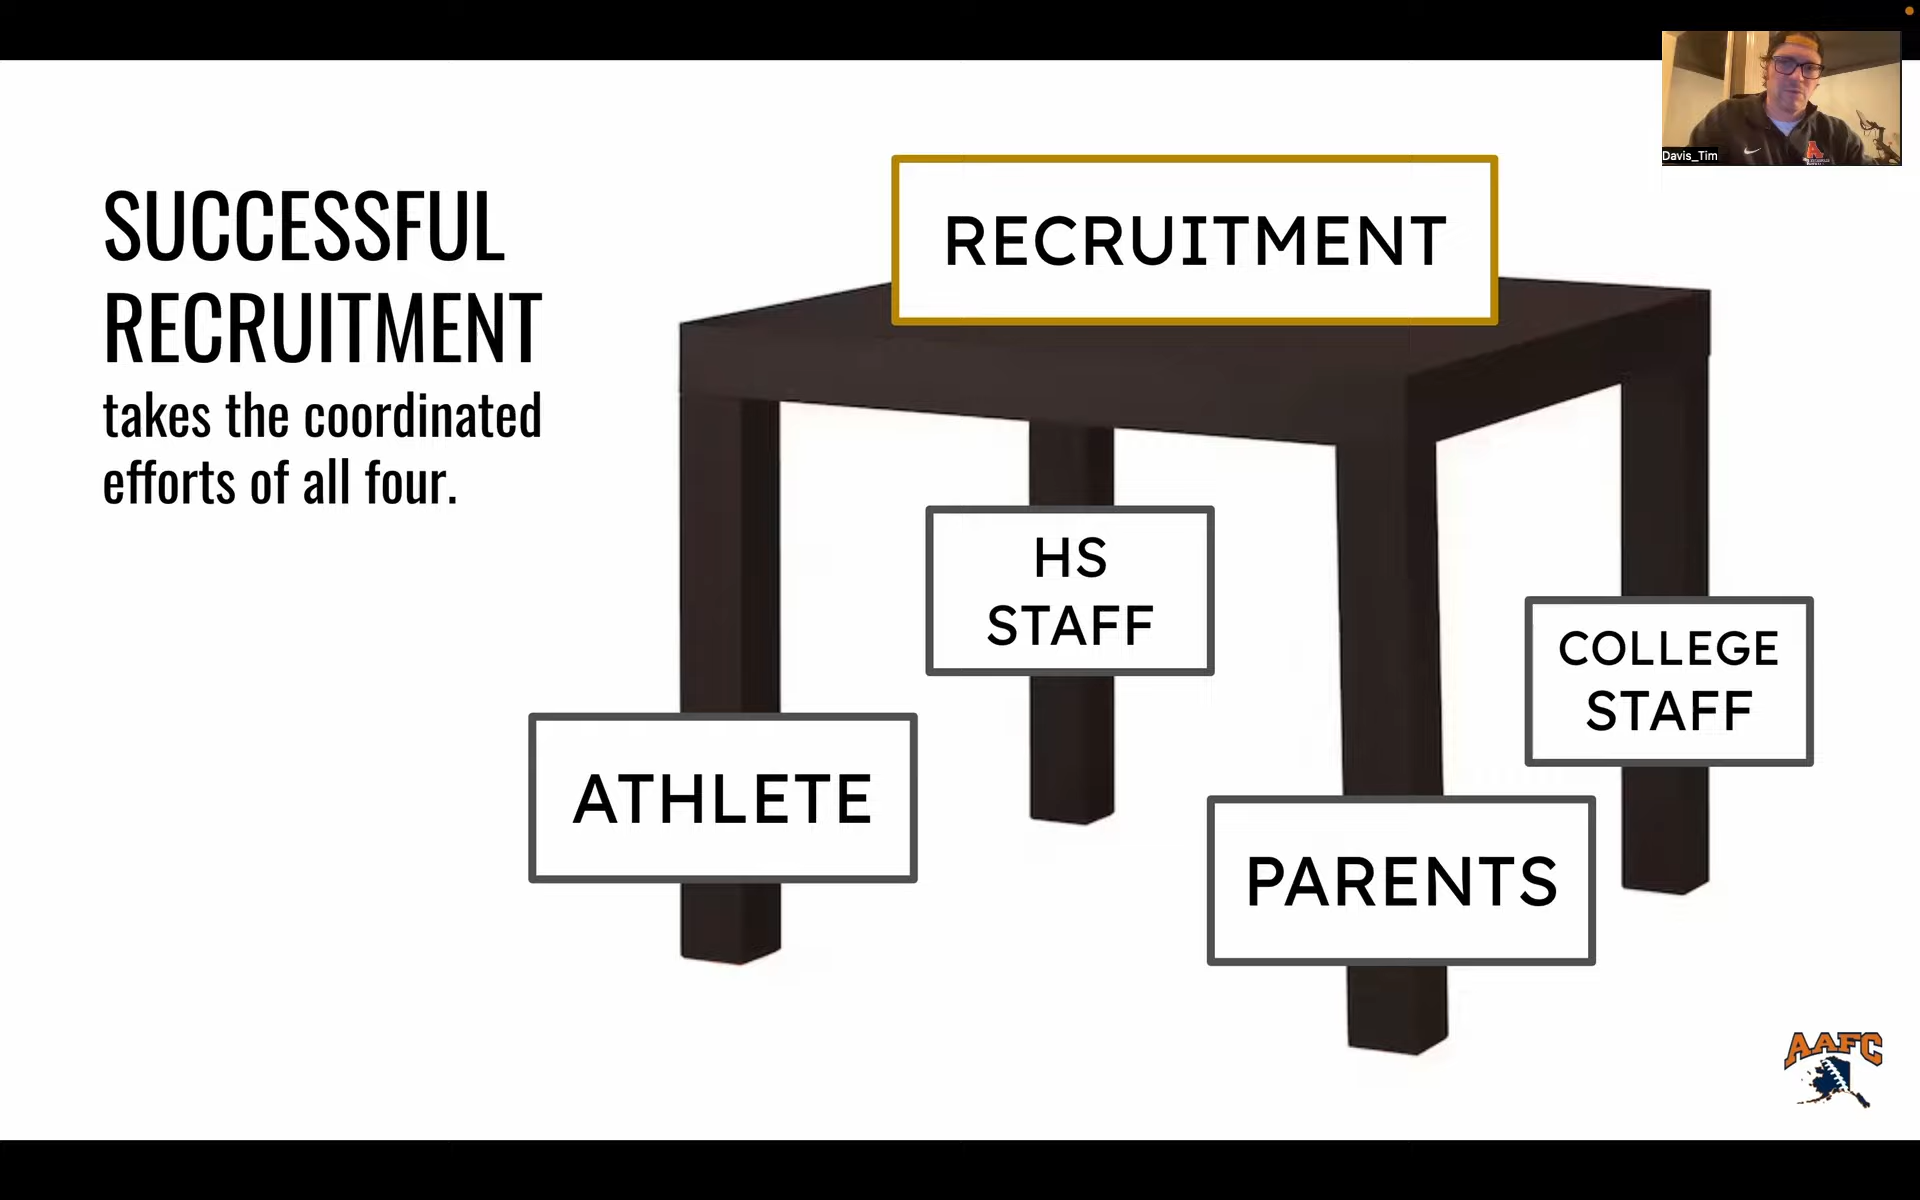 Davis_Tim
SUCCESSFUL
RECRUITMENT
takes the coordinated
efforts of all four.
RECRUITMENT
HS
STAFF
COLLEGE
STAFF
ATHLETE
PARENTS
AAFC
A